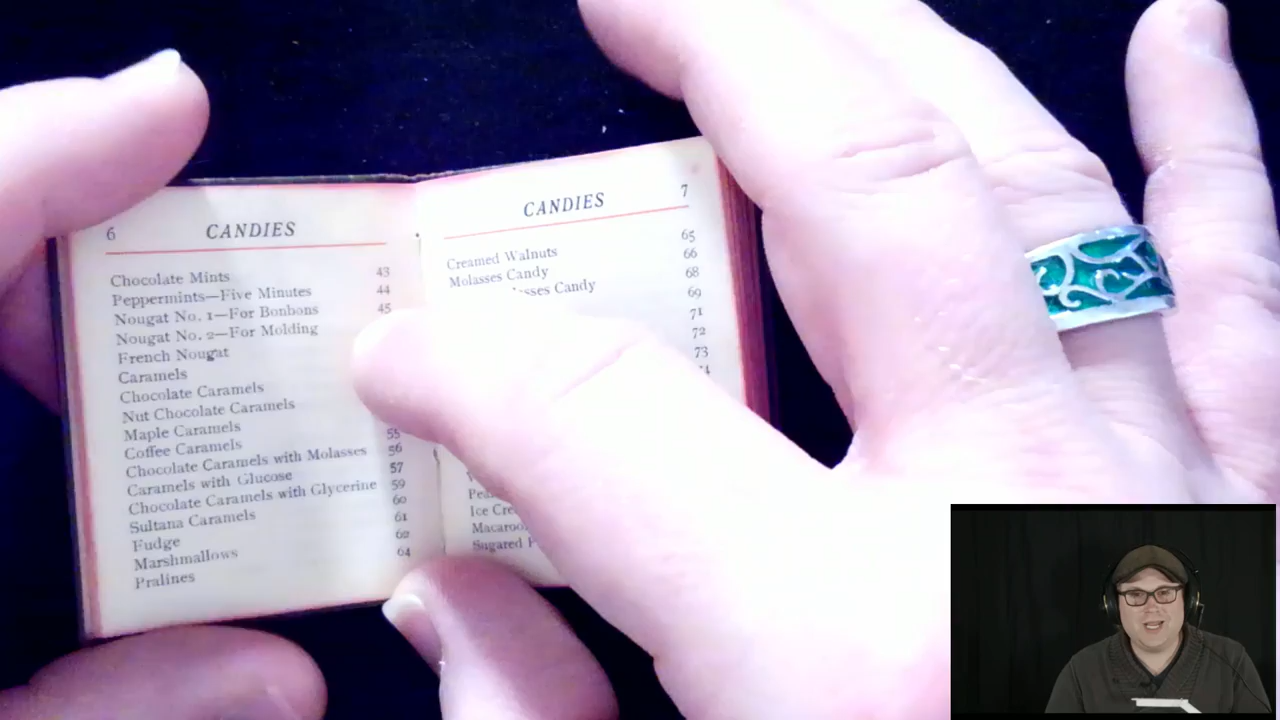 6 CANDIES
Chocolate Mints 43
Peppermints—Five Minutes 44
Nougat No. 1—For Bonbons 45
Nougat No. 2—For Molding
French Nougat
Caramels
Chocolate Caramels
Nut Chocolate Caramels
Maple Caramels 55
Coffee Caramels 56
Chocolate Caramels with Molasses 57
Caramels with Glucose 59
Chocolate Caramels with Glycerine 60
Sultana Caramels 61
Fudge 62
Marshmallows 64
Pralines
CANDIES 7
Creamed Walnuts 65
Molasses Candy 66
Candy 68
69
71
72
73
Ice